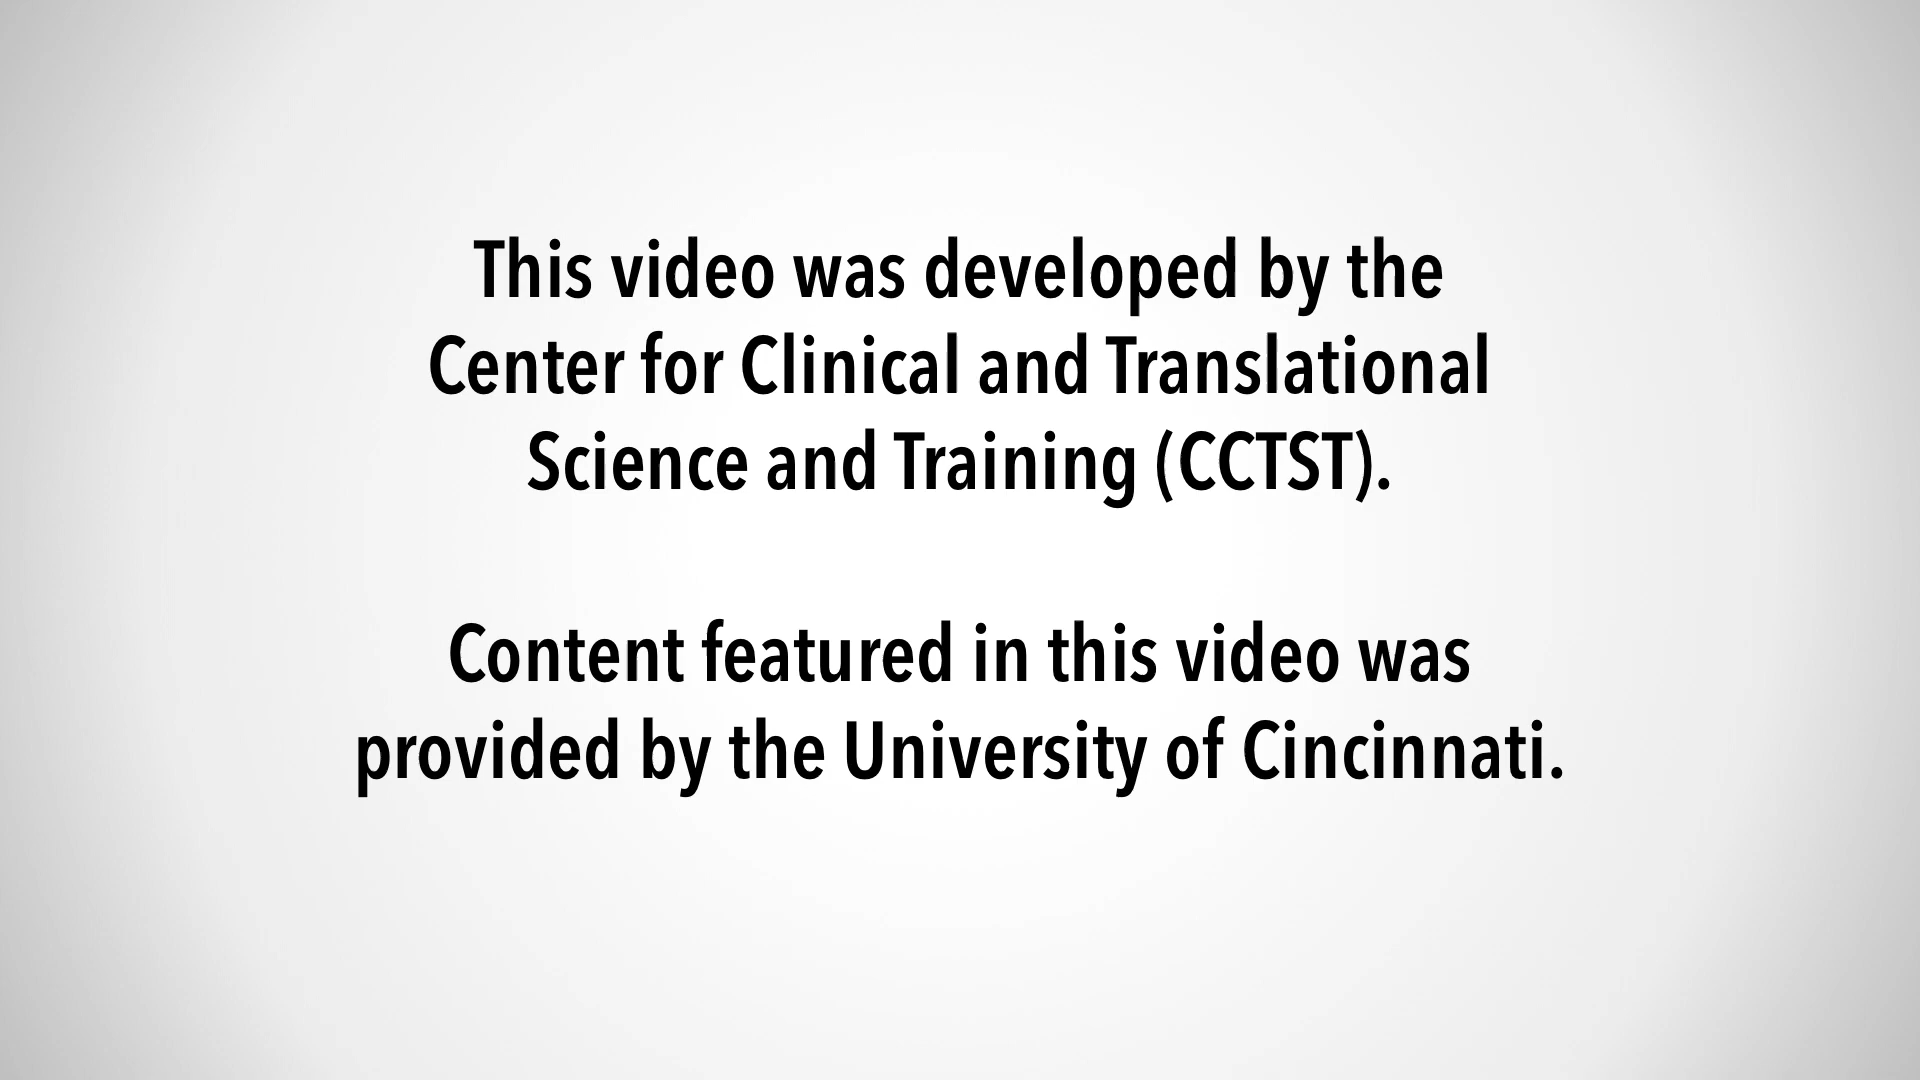 This video was developed by the
Center for Clinical and Translational
Science and Training (CCTST).
Content featured in this video was
provided by the University of Cincinnati.